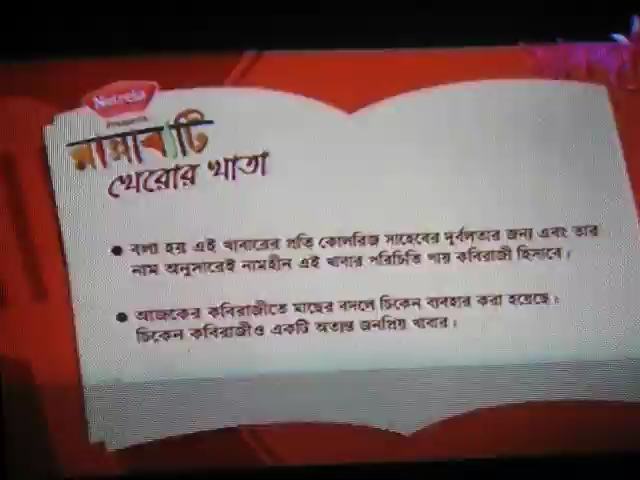 Nutrela
Presents
রান্নাবাটি
খেরোর খাতা
বলা হয় এই খাবারের প্রতি কোলরিজ সাহেবের দুর্বলতার জন্য এবং তার
নাম অনুসারেই নামহীন এই খাবার পরিচিতি পায় কবিরাজী হিসাবে।
আজকের কবিরাজীতে মাছের বদলে চিকেন ব্যবহার করা হয়েছে।
চিকেন কবিরাজীও একটি অত্যন্ত জনপ্রিয় খাবার।